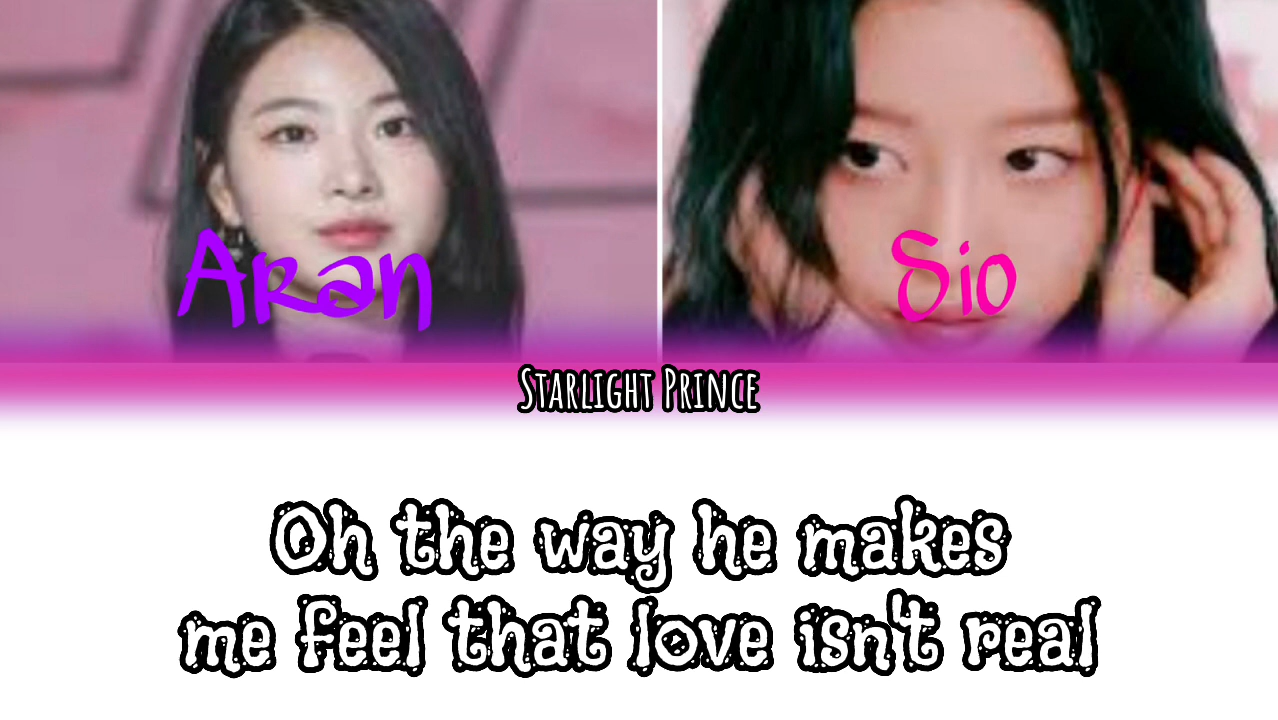 Aran
Sio
Starlight Prince
Oh the way he makes
me feel that love isn't real